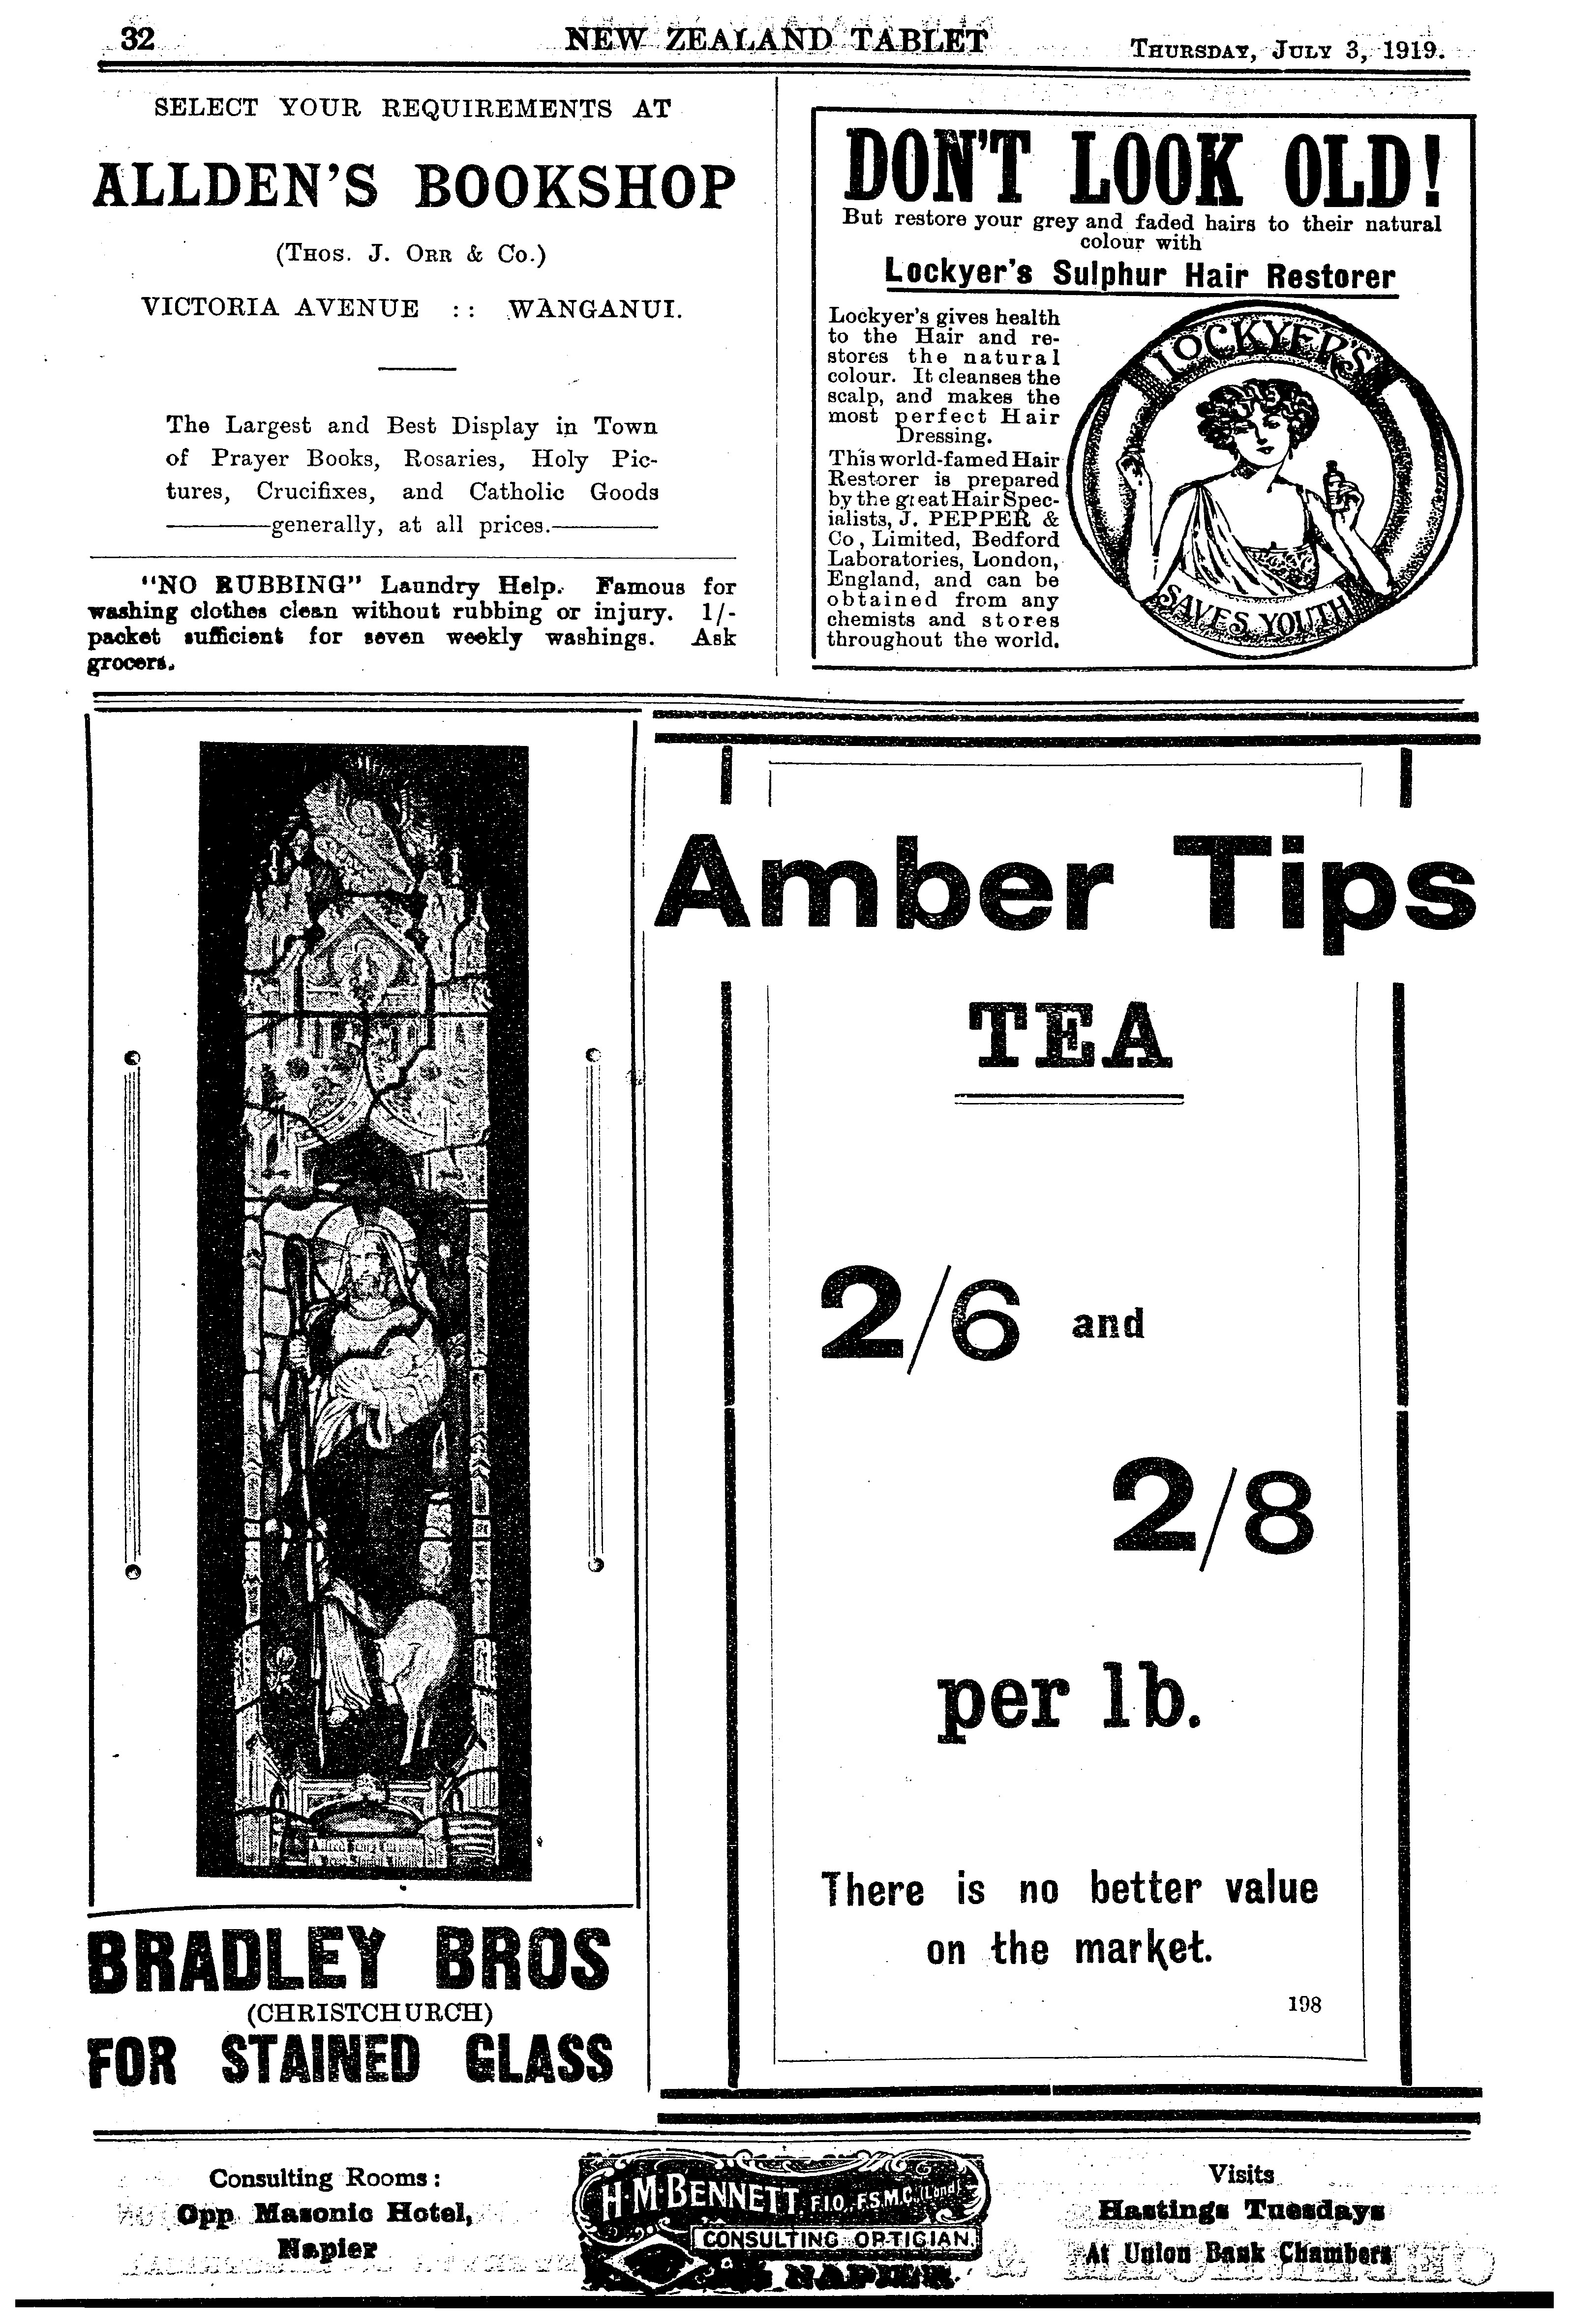 32
NEW ZEALAND TABLET
THURSDAY, JULY 3, 1919.
SELECT YOUR REQUIREMENTS AT
ALLDEN'S BOOKSHOP
(THOS. J. ORR & Co.)
VICTORIA AVENUE :: WANGANUI.
The Largest and Best Display in Town
of Prayer Books, Rosaries, Holy Pic-
tures, Crucifixes, and Catholic Goods
generally, at all prices.
"NO RUBBING" Laundry Help. Famous for
washing clothes clean without rubbing or injury. 1/-
packet sufficient for seven weekly washings. Ask
grocers.
DON'T LOOK OLD!
But restore your grey and faded hairs to their natural
colour with
Lockyer's Sulphur Hair Restorer
Lockyer's gives health
to the Hair and re-
stores the natural
colour. It cleanses the
scalp, and makes the
most perfect Hair
Dressing.
This world-famed Hair
Restorer is prepared
by the great Hair Spec-
ialists, J. PEPPER &
Co, Limited, Bedford
Laboratories, London,
England, and can be
obtained from any
chemists and stores
throughout the world.
LOCKYER'S
SAVES YOUTH
BRADLEY BROS
(CHRISTCHURCH)
FOR STAINED GLASS
Amber Tips
TEA
2/6 and
2/8
per lb.
There is no better value
on the market.
198
Consulting Rooms:
Opp Masonic Hotel,
Napier
H.M. BENNETT, F.I.O., F.S.M.C. (Lond)
CONSULTING OPTICIAN,
NAPIER.
Visits
Hastings Tuesdays
At Union Bank Chambers